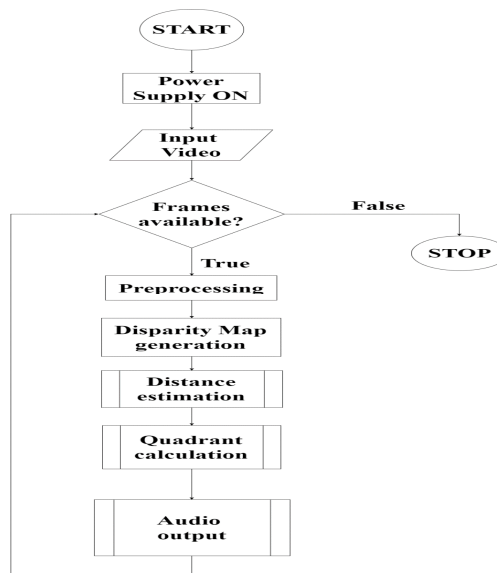 START
Power
Supply ON
Input
Video
Frames
available?
False
STOP
True
Preprocessing
Disparity Map
generation
Distance
estimation
Quadrant
calculation
Audio
output